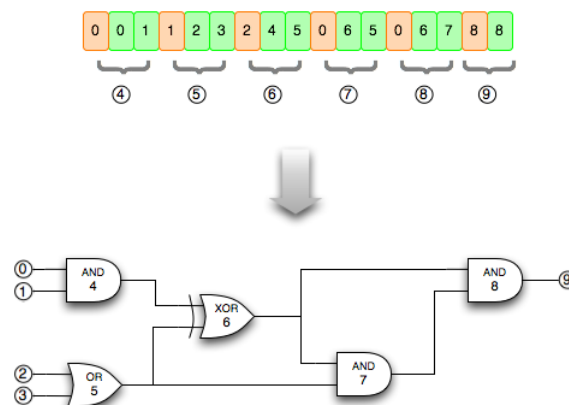 0 0 1 1 2 3 2 4 5 0 6 5 0 6 7 8 8
④ ⑤ ⑥ ⑦ ⑧ ⑨
⓪ AND 4
①
XOR 6
AND 8 ⑨
② OR 5
③
AND 7